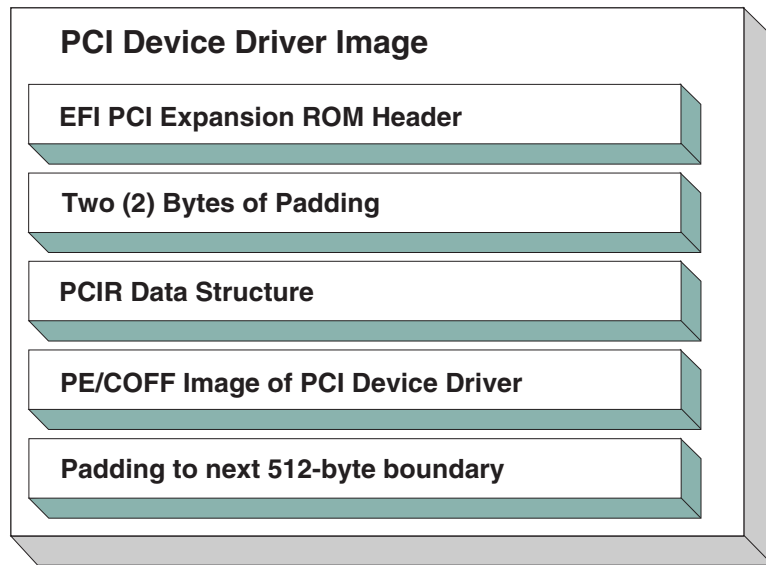 PCI Device Driver Image
EFI PCI Expansion ROM Header
Two (2) Bytes of Padding
PCIR Data Structure
PE/COFF Image of PCI Device Driver
Padding to next 512-byte boundary